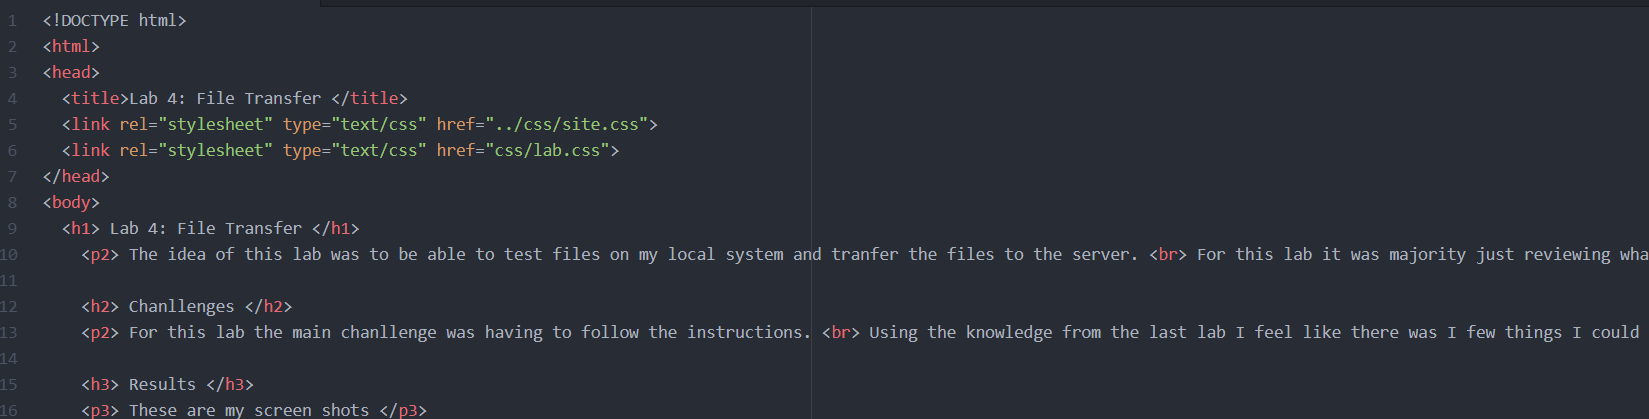 1 <!DOCTYPE html>
2 <html>
3 <head>
4 <title>Lab 4: File Transfer </title>
5 <link rel="stylesheet" type="text/css" href="../css/site.css">
6 <link rel="stylesheet" type="text/css" href="css/lab.css">
7 </head>
8 <body>
9 <h1> Lab 4: File Transfer </h1>
10 <p2> The idea of this lab was to be able to test files on my local system and tranfer the files to the server. <br> For this lab it was majority just reviewing wha
11
12 <h2> Chanllenges </h2>
13 <p2> For this lab the main chanllenge was having to follow the instructions. <br> Using the knowledge from the last lab I feel like there was I few things I could
14
15 <h3> Results </h3>
16 <p3> These are my screen shots </p3>